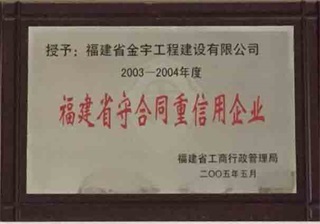 授予：福建省金宇工程建设有限公司
2003—2004年度
福建省守合同重信用企业
福建省工商行政管理局
二〇〇五年五月